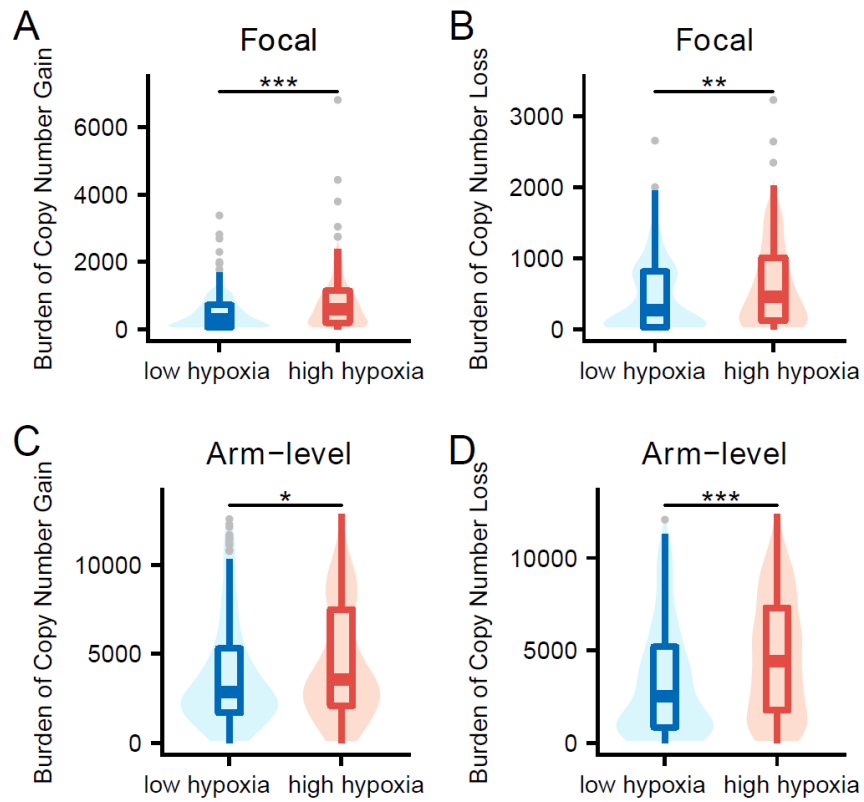 A
Focal
Burden of Copy Number Gain
***
6000
4000
2000
0
low hypoxia
high hypoxia
B
Focal
Burden of Copy Number Loss
**
3000
2000
1000
0
low hypoxia
high hypoxia
C
Arm−level
Burden of Copy Number Gain
*
10000
5000
0
low hypoxia
high hypoxia
D
Arm−level
Burden of Copy Number Loss
***
10000
5000
0
low hypoxia
high hypoxia